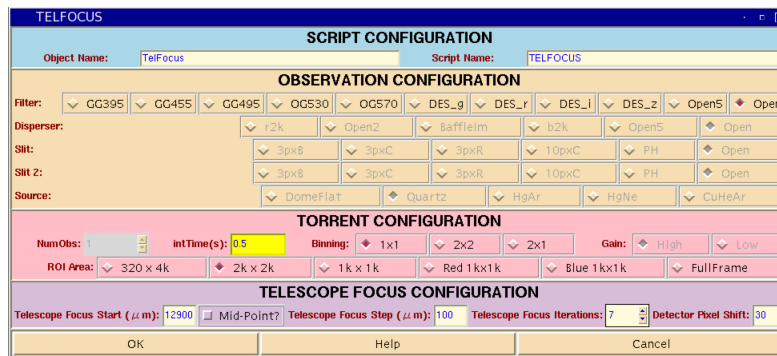 TELFOCUS
SCRIPT CONFIGURATION
Object Name: TelFocus Script Name: TELFOCUS
OBSERVATION CONFIGURATION
Filter: GG395 GG455 GG495 OG530 OG570 DES_g DES_r DES_i DES_z Open5 Open
Disperser: r2k Open2 BaffleIm b2k Open5 Open
Slit: 3pxB 3pxC 3pxR 10pxC PH Open
Slit 2: 3pxB 3pxC 3pxR 10pxC PH Open
Source: DomeFlat Quartz HgAr HgNe CuHeAr
TORRENT CONFIGURATION
NumObs: 1 intTime(s): 0.5 Binning: 1x1 2x2 2x1 Gain: High Low
ROI Area: 320 x 4k 2k x 2k 1k x 1k Red 1kx1k Blue 1kx1k FullFrame
TELESCOPE FOCUS CONFIGURATION
Telescope Focus Start (μm): 12900 Mid-Point? Telescope Focus Step (μm): 100 Telescope Focus Iterations: 7 Detector Pixel Shift: 30
OK Help Cancel